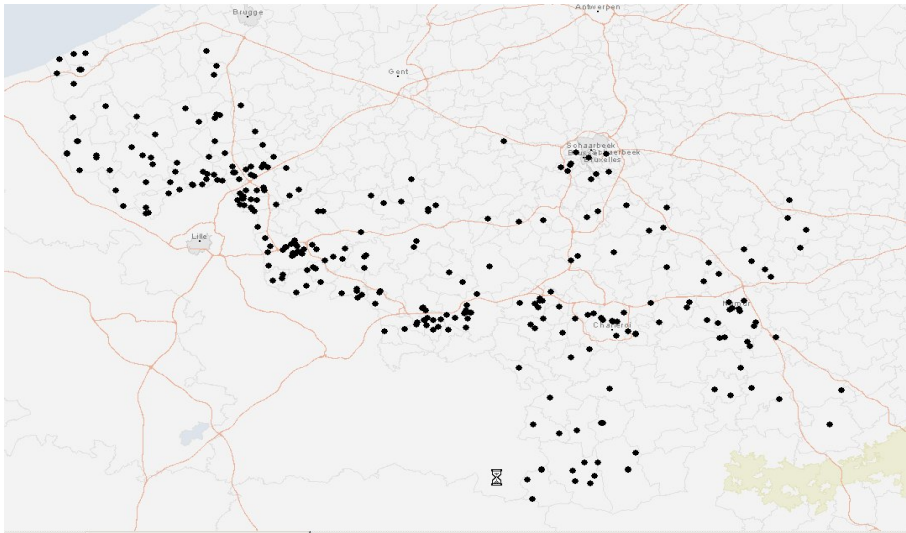 Brugge
Antwerpen
Gent
Schaarbeek
Bruxelles
Lille
Namur
Charleroi